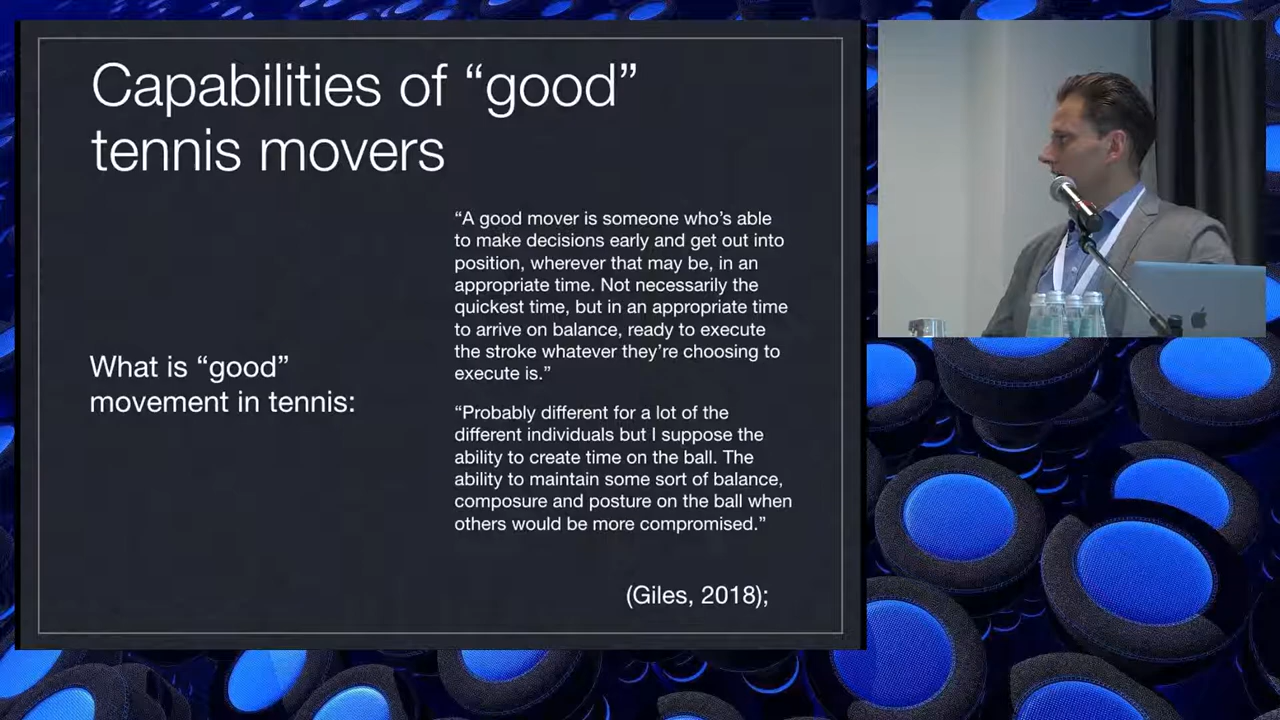 Capabilities of “good”
tennis movers
What is “good”
movement in tennis:
“A good mover is someone who’s able
to make decisions early and get out into
position, wherever that may be, in an
appropriate time. Not necessarily the
quickest time, but in an appropriate time
to arrive on balance, ready to execute
the stroke whatever they’re choosing to
execute is.”
“Probably different for a lot of the
different individuals but I suppose the
ability to create time on the ball. The
ability to maintain some sort of balance,
composure and posture on the ball when
others would be more compromised.”
(Giles, 2018);